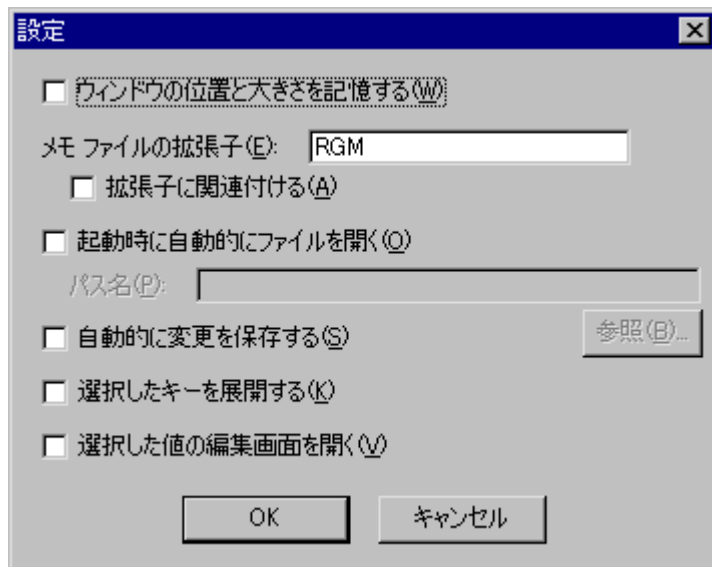 設定
ウィンドウの位置と大きさを記憶する(W)
メモ ファイルの拡張子(E): RGM
拡張子に関連付ける(A)
起動時に自動的にファイルを開く(O)
パス名(P):
自動的に変更を保存する(S)
参照(B)...
選択したキーを展開する(K)
選択した値の編集画面を開く(V)
OK キャンセル